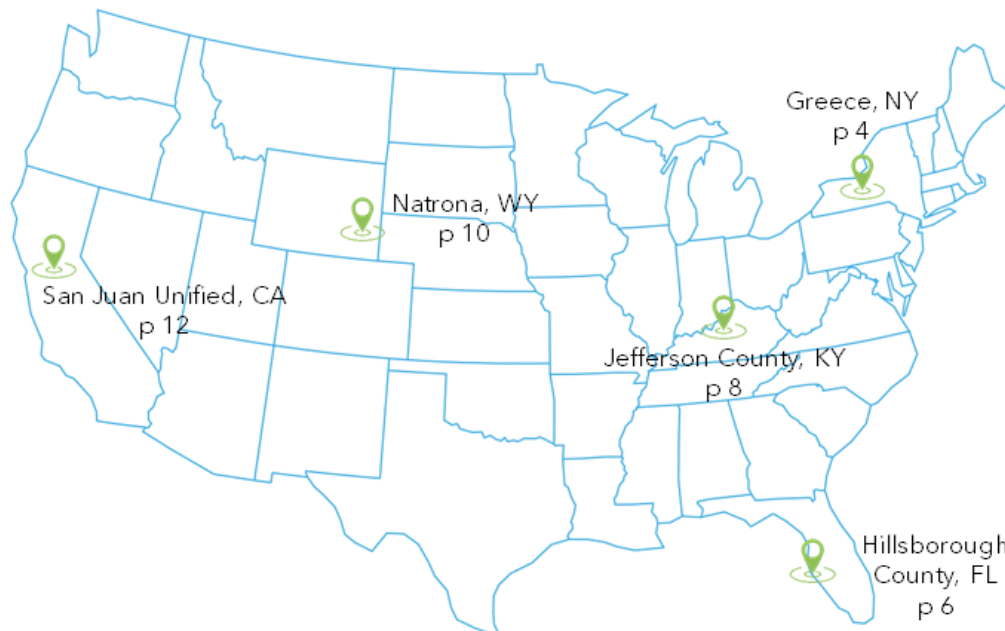 Greece, NY
p 4
Natrona, WY
p 10
San Juan Unified, CA
p 12
Jefferson County, KY
p 8
Hillsborough
County, FL
p 6